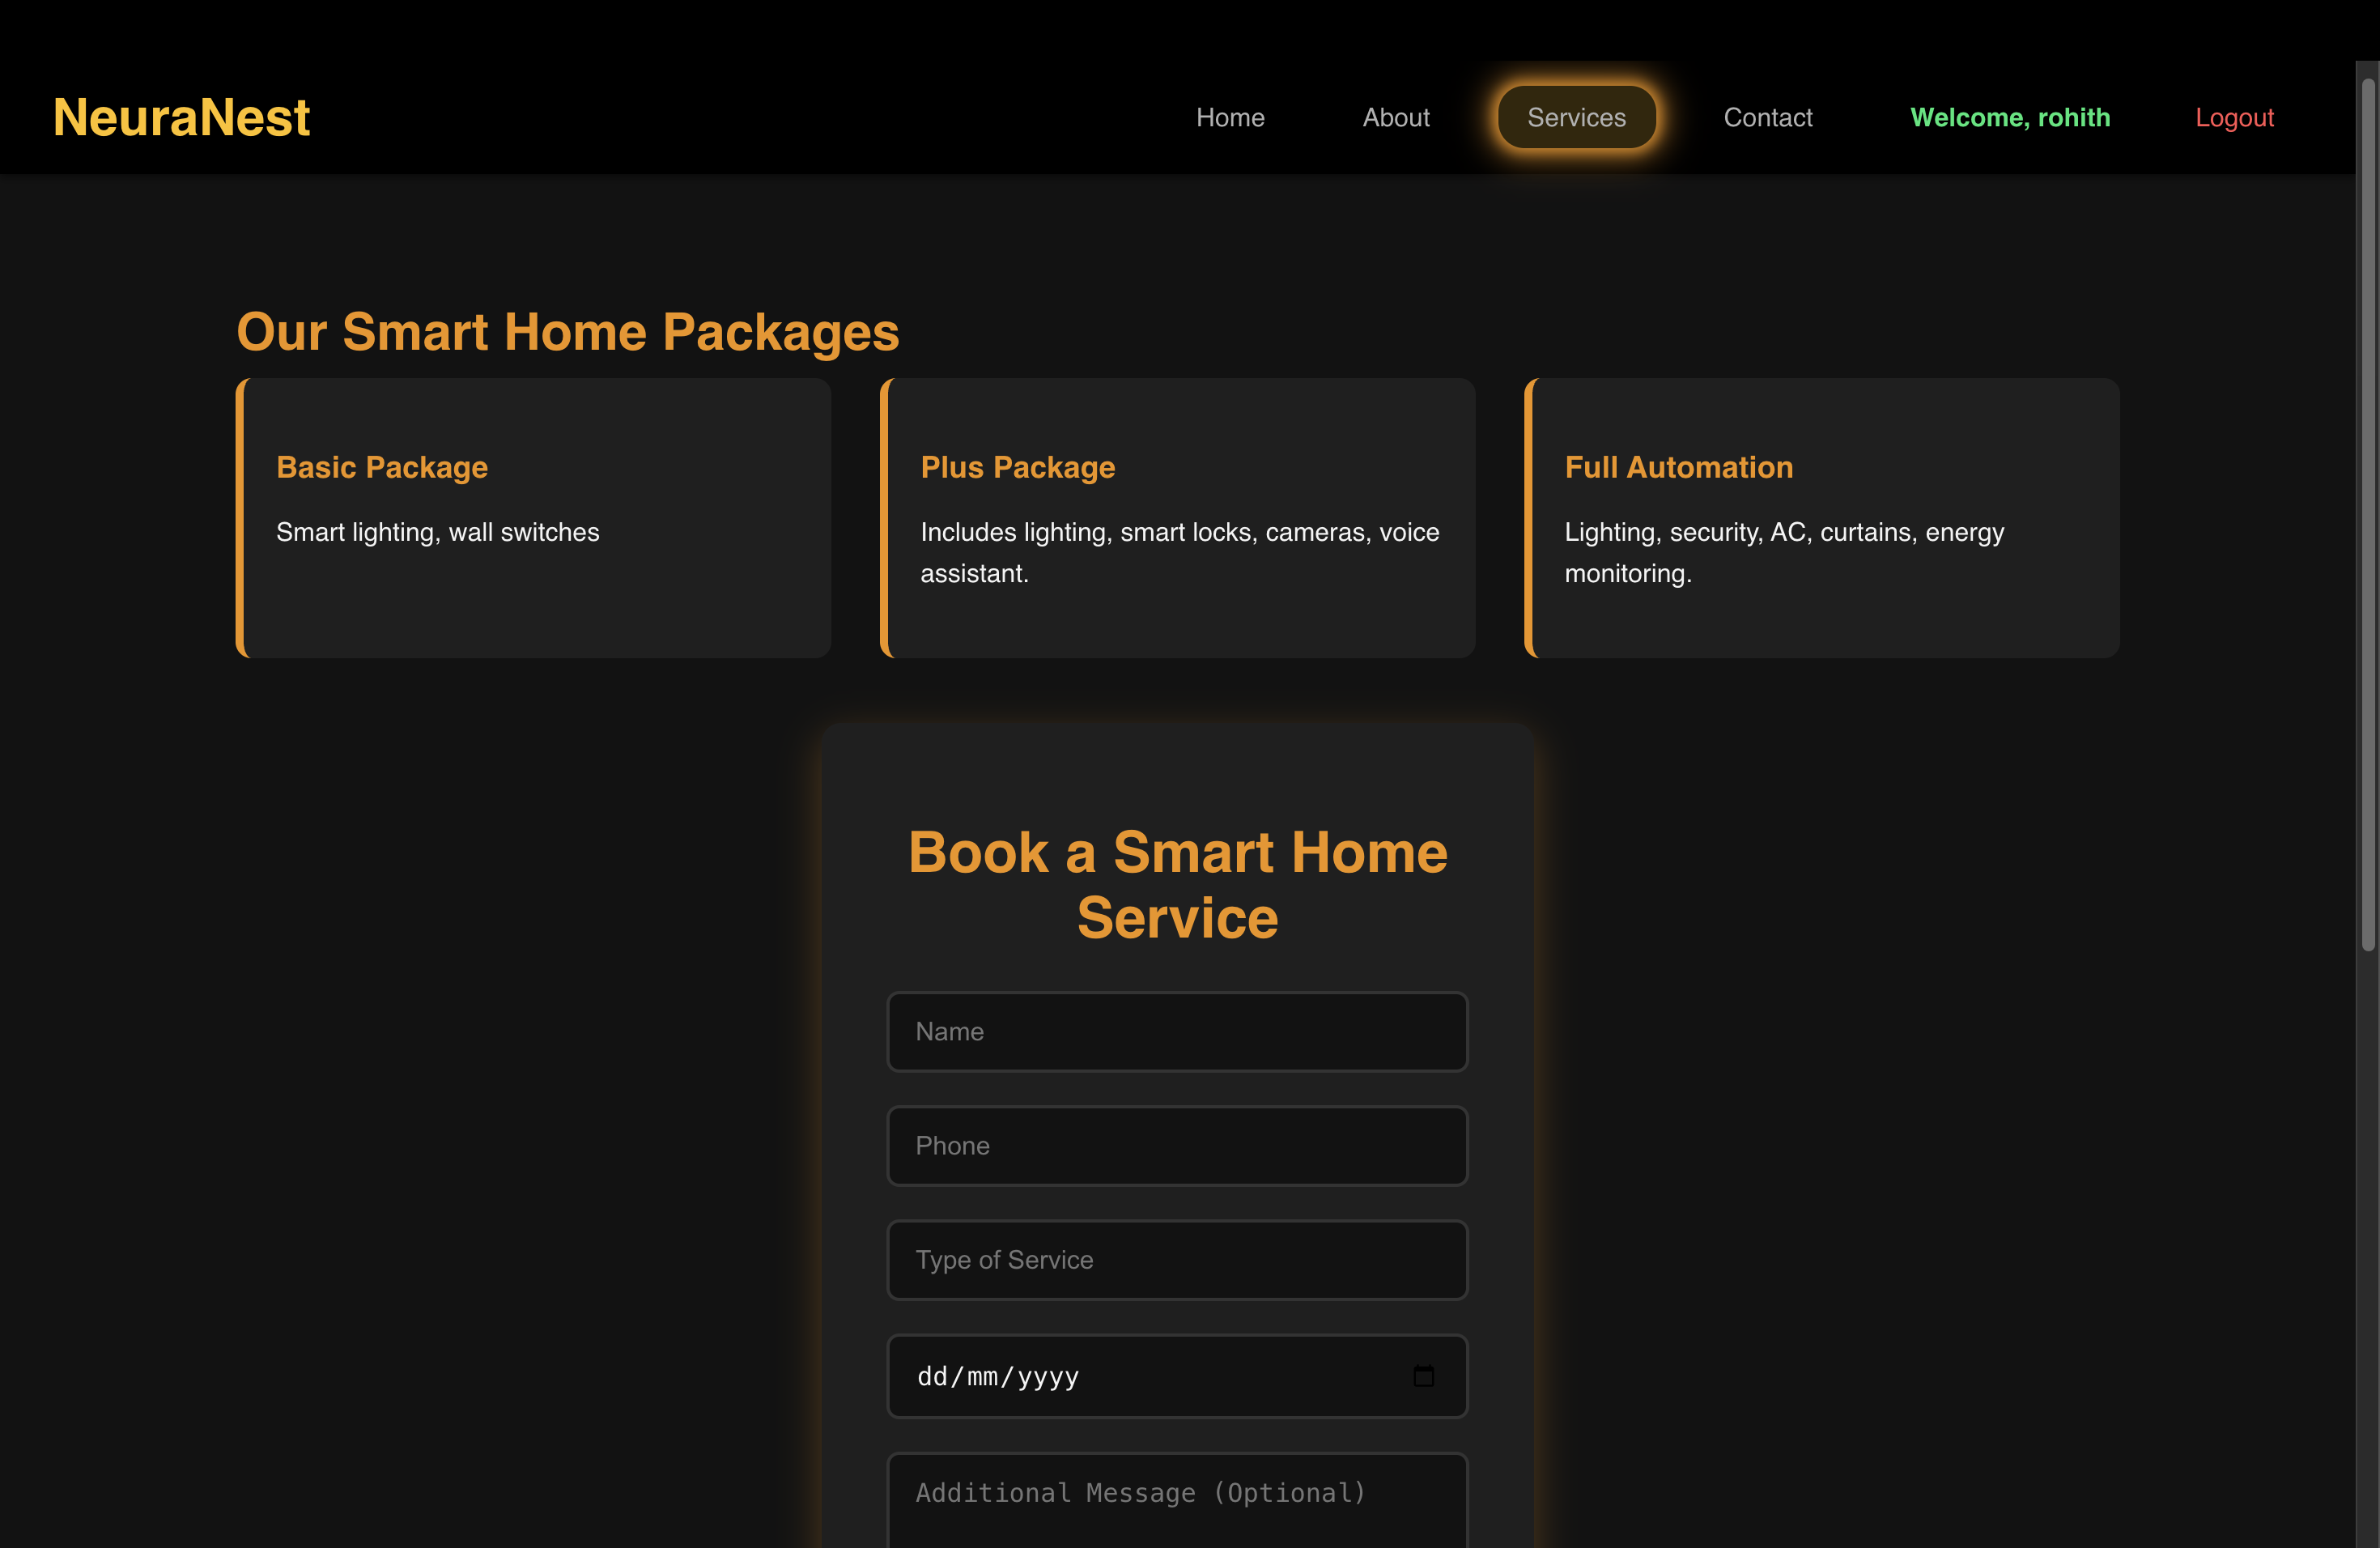 NeuraNest
Home About Services Contact Welcome, rohith Logout
Our Smart Home Packages
Basic Package
Smart lighting, wall switches
Plus Package
Includes lighting, smart locks, cameras, voice
assistant.
Full Automation
Lighting, security, AC, curtains, energy
monitoring.
Book a Smart Home
Service
Name
Phone
Type of Service
dd/mm/yyyy
Additional Message (Optional)